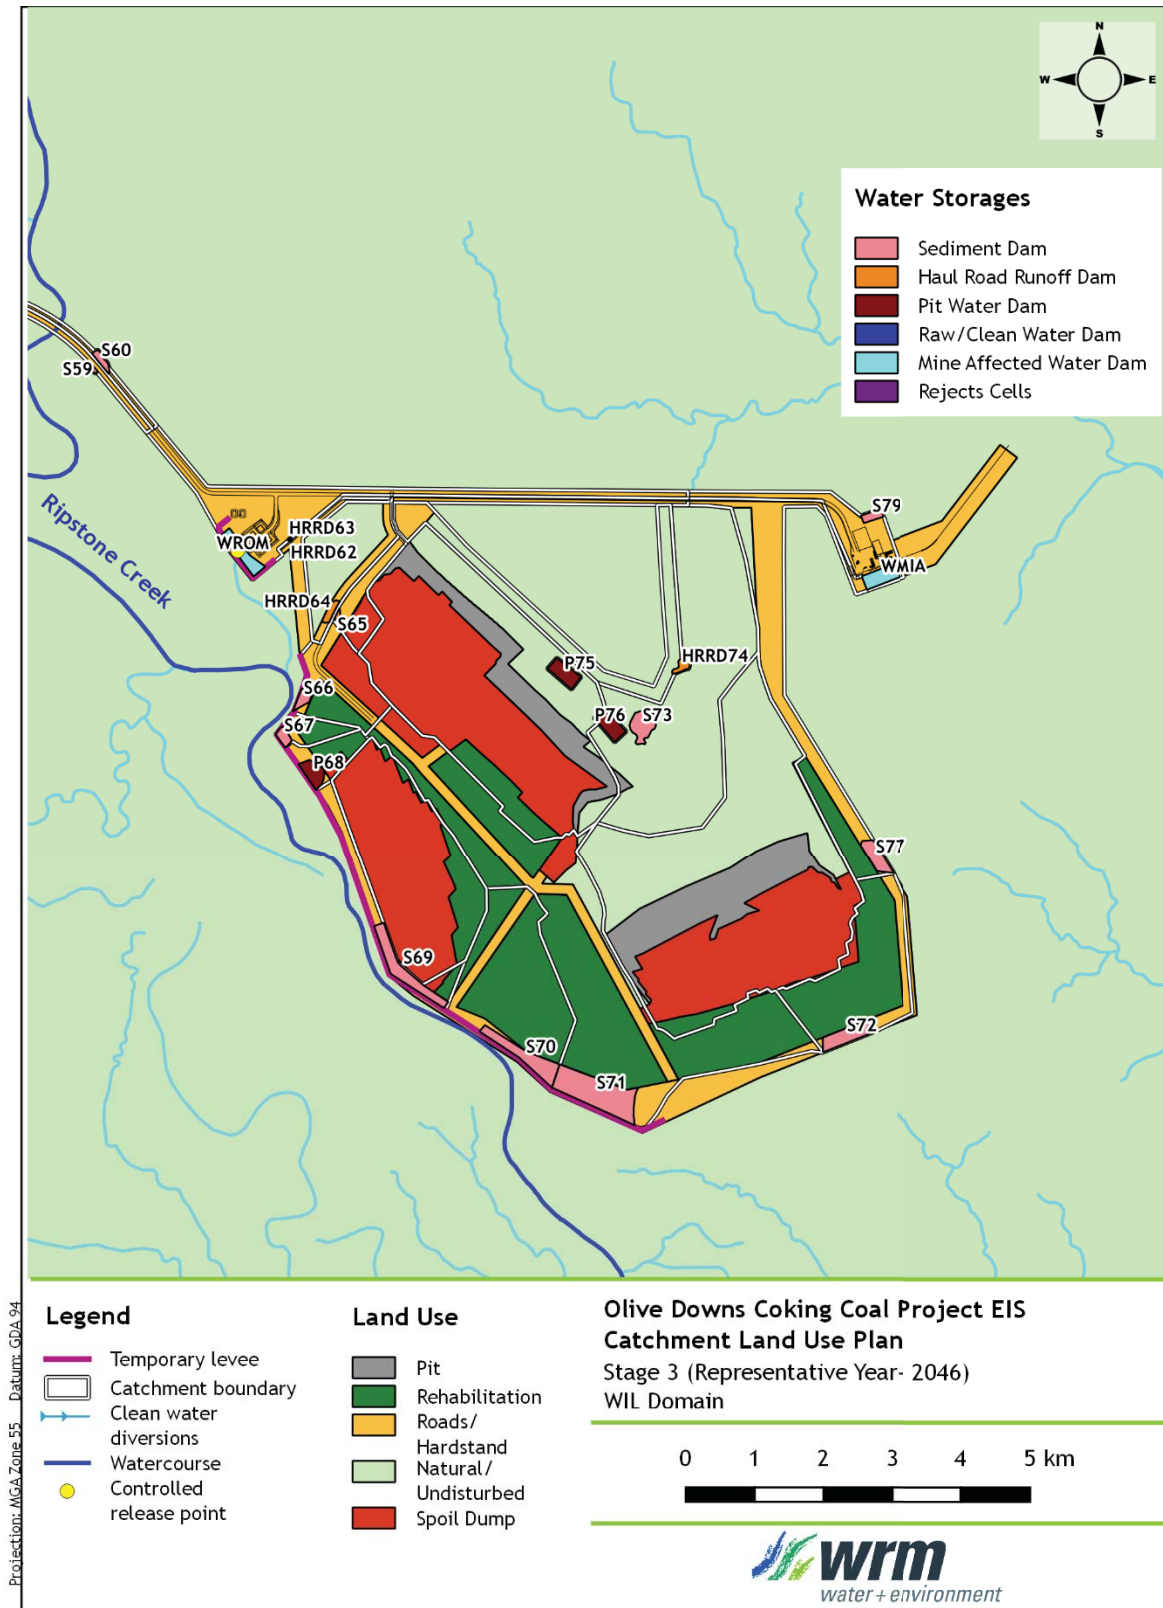 N
W E
S
Water Storages
Sediment Dam
Haul Road Runoff Dam
Pit Water Dam
Raw/Clean Water Dam
Mine Affected Water Dam
Rejects Cells
S60
S59
Ripstone Creek
S79
HRRD63
WROM
HRRD62
WMIA
HRRD64
S65
P75
HRRD74
S66
P76 S73
S67
P68
S77
S69
S72
S70
S71
Legend
Temporary levee
Catchment boundary
Clean water
diversions
Watercourse
Controlled
release point
Land Use
Pit
Rehabilitation
Roads/
Hardstand
Natural/
Undisturbed
Spoil Dump
Olive Downs Coking Coal Project EIS
Catchment Land Use Plan
Stage 3 (Representative Year- 2046)
WIL Domain
0 1 2 3 4 5 km
wrm
water + environment
Projection: MGA Zone 55 Datum: GDA 94